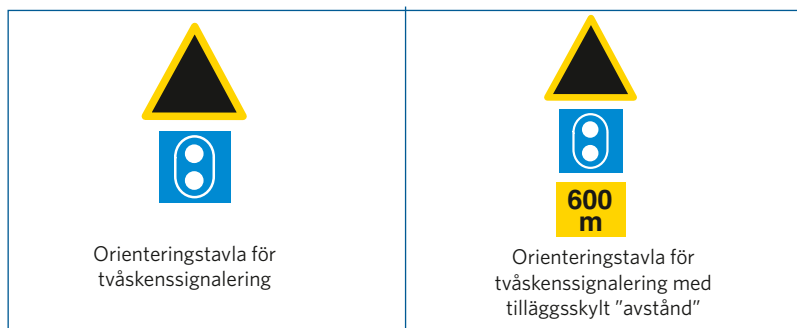 Orienteringstavla för
tvåskenssignalering
600
m
Orienteringstavla för
tvåskenssignalering med
tilläggsskylt ”avstånd”